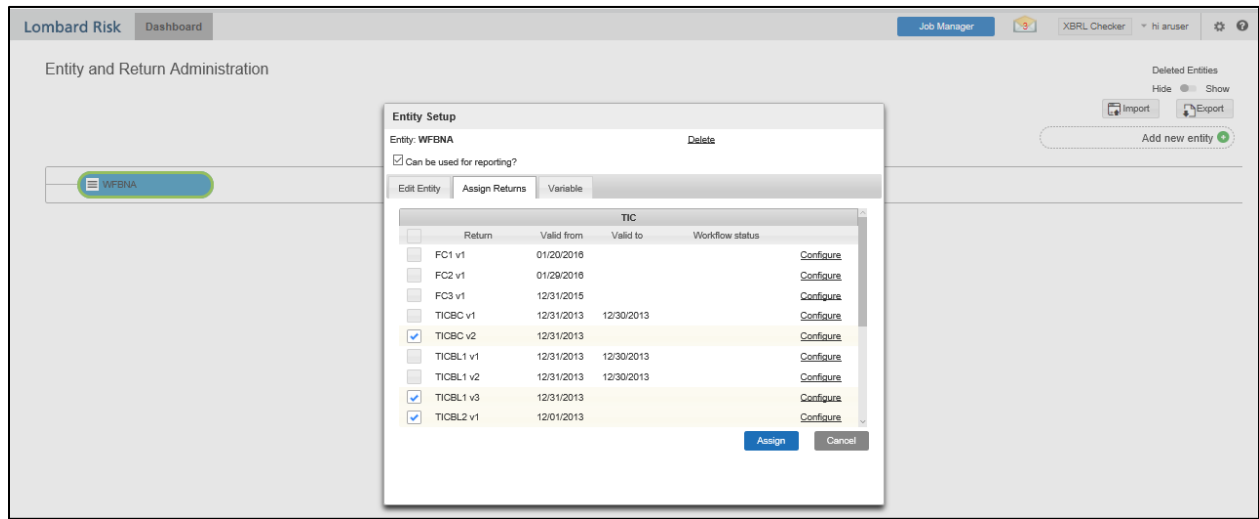 Lombard Risk Dashboard Job Manager 9 XBRL Checker hi aruser
Entity and Return Administration
Deleted Entities
Hide Show
Import Export
Add new entity
WFBNA
Entity Setup
Entity: WFBNA Delete
Can be used for reporting?
Edit Entity Assign Returns Variable
TIC
Return Valid from Valid to Workflow status
FC1 v1 01/20/2016 Configure
FC2 v1 01/29/2016 Configure
FC3 v1 12/31/2015 Configure
TICBC v1 12/31/2013 12/30/2013 Configure
TICBC v2 12/31/2013 Configure
TICBL1 v1 12/31/2013 12/30/2013 Configure
TICBL1 v2 12/31/2013 12/30/2013 Configure
TICBL1 v3 12/31/2013 Configure
TICBL2 v1 12/01/2013 Configure
Assign Cancel